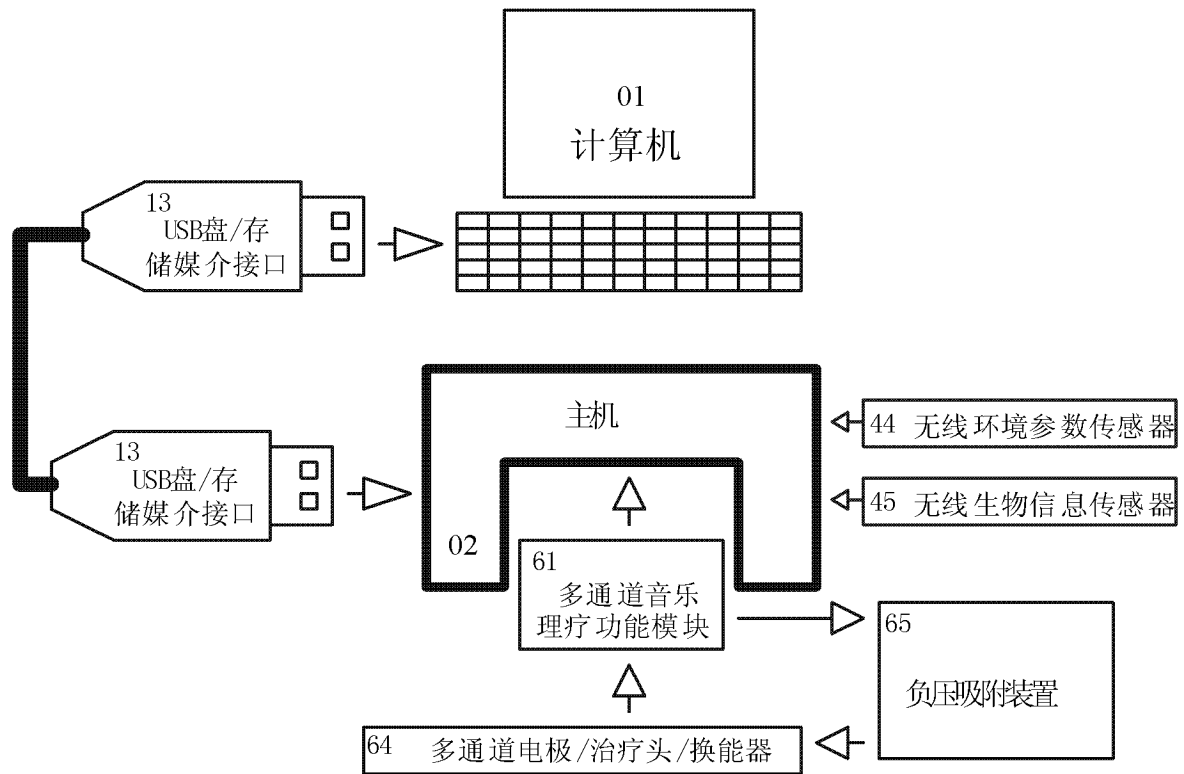 01
计算机
13
USB盘/存
储媒介接口
主机
44 无线环境参数传感器
13
USB盘/存
储媒介接口
45 无线生物信息传感器
02
61
多通道音乐
理疗功能模块
65
负压吸附装置
64 多通道电极/治疗头/换能器